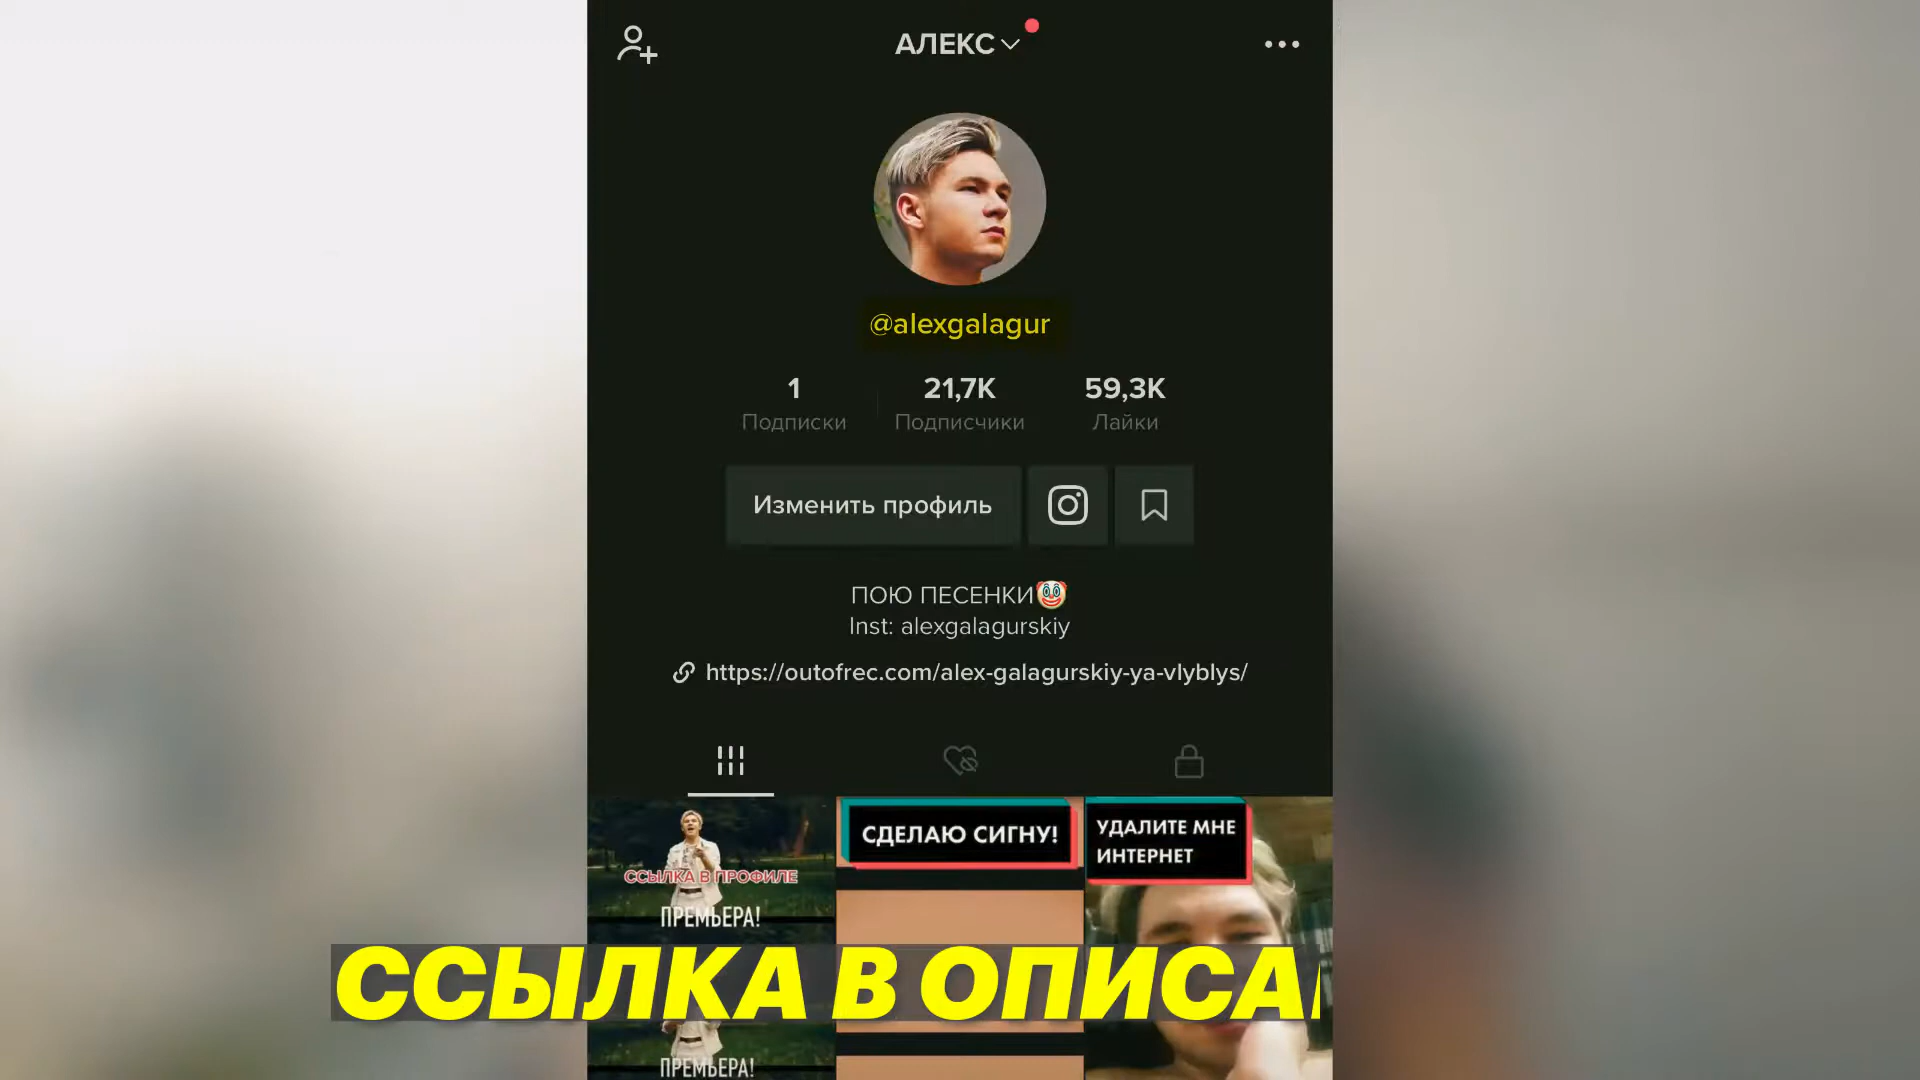 АЛЕКС
@alexgalagur
1 21,7K 59,3K
Подписки Подписчики Лайки
Изменить профиль
ПОЮ ПЕСЕНКИ🤡
Inst: alexgalagurskiy
https://outofrec.com/alex-galagurskiy-ya-vlyblys/
ССЫЛКА В ПРОФИЛЕ
ПРЕМЬЕРА!
СДЕЛАЮ СИГНУ!
УДАЛИТЕ МНЕ
ИНТЕРНЕТ
ССЫЛКА В ОПИСА
ПРЕМЬЕРА!